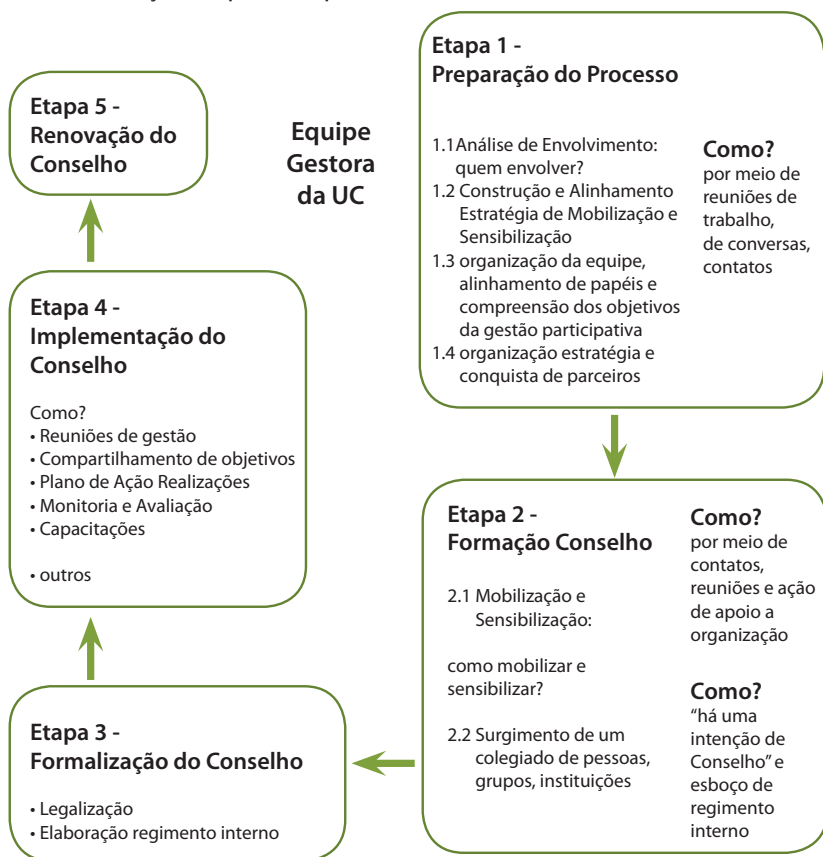 Etapa 1 -
Preparação do Processo
1.1Análise de Envolvimento:
quem envolver?
1.2 Construção e Alinhamento
Estratégia de Mobilização e
Sensibilização
1.3 organização da equipe,
alinhamento de papéis e
compreensão dos objetivos
da gestão participativa
1.4 organização estratégia e
conquista de parceiros
Como?
por meio de
reuniões de
trabalho,
de conversas,
contatos
Equipe
Gestora
da UC
Etapa 2 -
Formação Conselho
2.1 Mobilização e
Sensibilização:
como mobilizar e
sensibilizar?
2.2 Surgimento de um
colegiado de pessoas,
grupos, instituições
Como?
por meio de
contatos,
reuniões e ação
de apoio a
organização
Como?
“há uma
intenção de
Conselho” e
esboço de
regimento
interno
Etapa 3 -
Formalização do Conselho
• Legalização
• Elaboração regimento interno
Etapa 4 -
Implementação do
Conselho
Como?
• Reuniões de gestão
• Compartilhamento de objetivos
• Plano de Ação Realizações
• Monitoria e Avaliação
• Capacitações
• outros
Etapa 5 -
Renovação do
Conselho